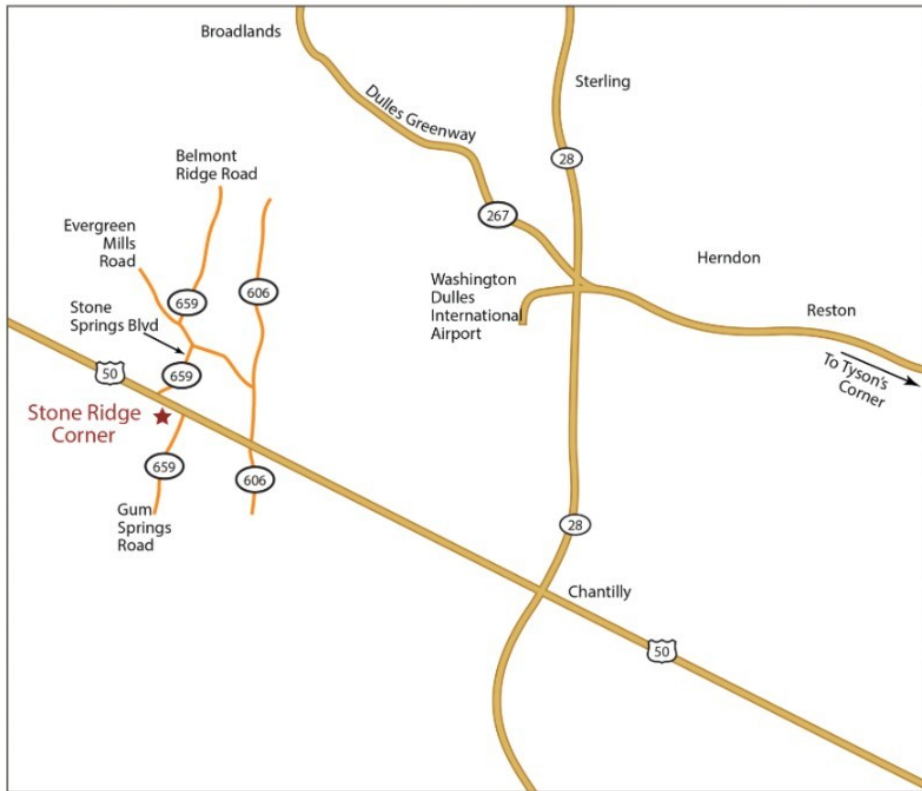 Broadlands
Sterling
Dulles Greenway
28
Belmont
Ridge Road
267
Evergreen
Mills
Road
Herndon
659
606
Washington
Dulles
International
Airport
Stone
Springs Blvd
Reston
To Tyson's
Corner
50
659
Stone Ridge
Corner
659
606
Gum
Springs
Road
28
Chantilly
50